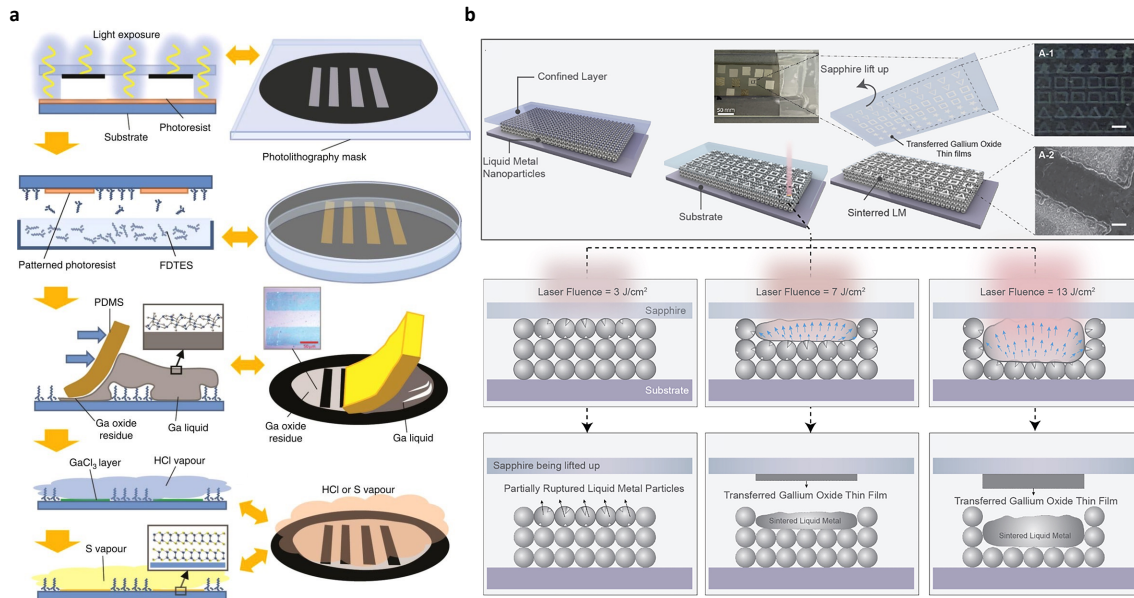 a
Light exposure
Photoresist
Substrate
Photolithography mask
Patterned photoresist
FDTES
PDMS
Ga oxide
residue
Ga liquid
Ga oxide
residue
Ga liquid
GaCl3 layer
HCl vapour
HCl or S vapour
S vapour
b
Confined Layer
Liquid Metal
Nanoparticles
Substrate
50 mm
Sapphire lift up
Transferred Gallium Oxide
Thin films
Sinterred LM
A-1
A-2
Laser Fluence = 3 J/cm²
Sapphire
Substrate
Laser Fluence = 7 J/cm²
Laser Fluence = 13 J/cm²
Sapphire being lifted up
Partially Ruptured Liquid Metal Particles
Transferred Gallium Oxide Thin Film
Sintered Liquid Metal
Transferred Gallium Oxide Thin Film
Sintered Liquid Metal